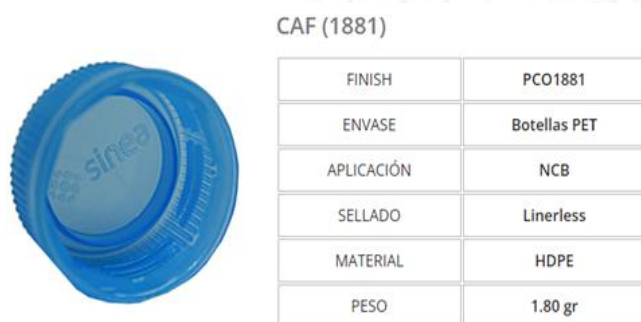 CAF (1881)
FINISH PCO1881
ENVASE Botellas PET
APLICACIÓN NCB
SELLADO Linerless
MATERIAL HDPE
PESO 1.80 gr
sinea